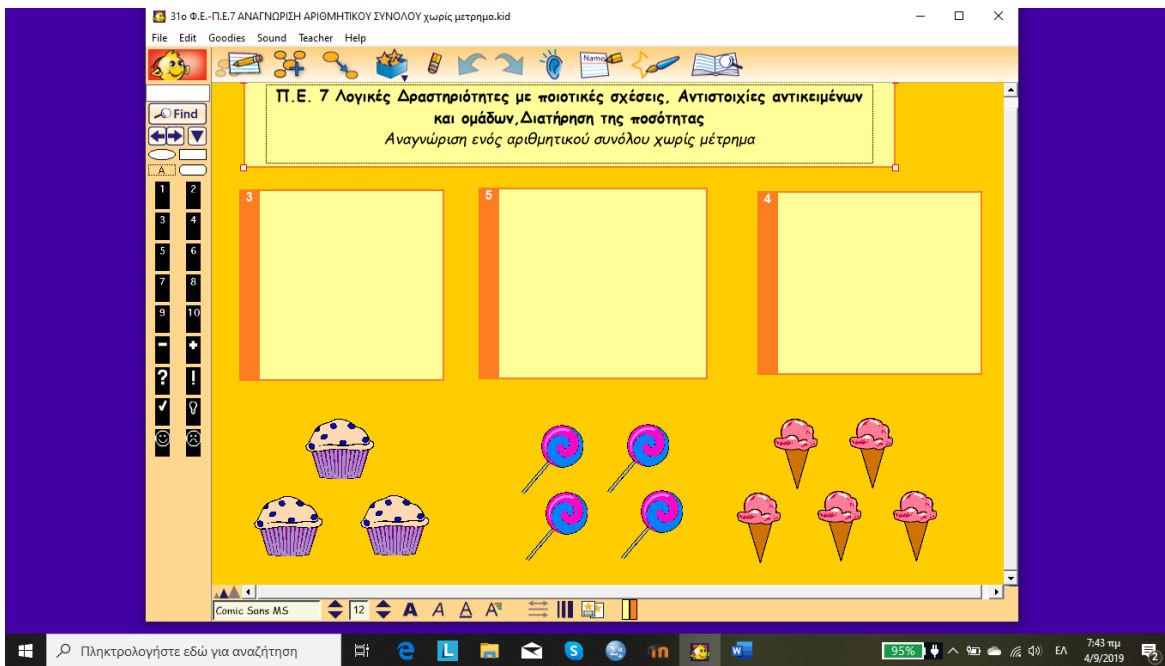 31ο Φ.Ε.-Π.Ε.7 ΑΝΑΓΝΩΡΙΣΗ ΑΡΙΘΜΗΤΙΚΟΥ ΣΥΝΟΛΟΥ χωρίς μετρημα.kid
File Edit Goodies Sound Teacher Help
Name
Find
Π.Ε. 7 Λογικές Δραστηριότητες με ποιοτικές σχέσεις, Αντιστοιχίες αντικειμένων
και ομάδων,Διατήρηση της ποσότητας
Αναγνώριση ενός αριθμητικού συνόλου χωρίς μέτρημα
A
1 2
3 4
5 6
7 8
9 10
- +
? !
3 5 4
Comic Sans MS 12 A A A A
Πληκτρολογήστε εδώ για αναζήτηση
95% ΕΛ
7:43 πμ
4/9/2019
2